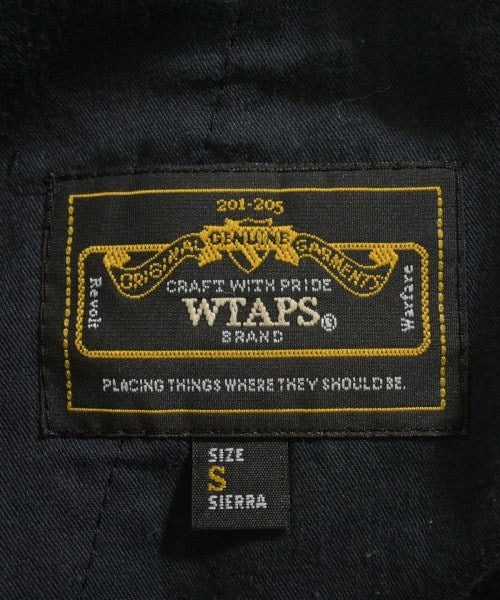 201-205
ORIGINAL GENUINE GARMENTS
CRAFT WITH PRIDE
Revolt
WTAPS®
Warfare
BRAND
PLACING THINGS WHERE THEY SHOULD BE.
SIZE
S
SIERRA